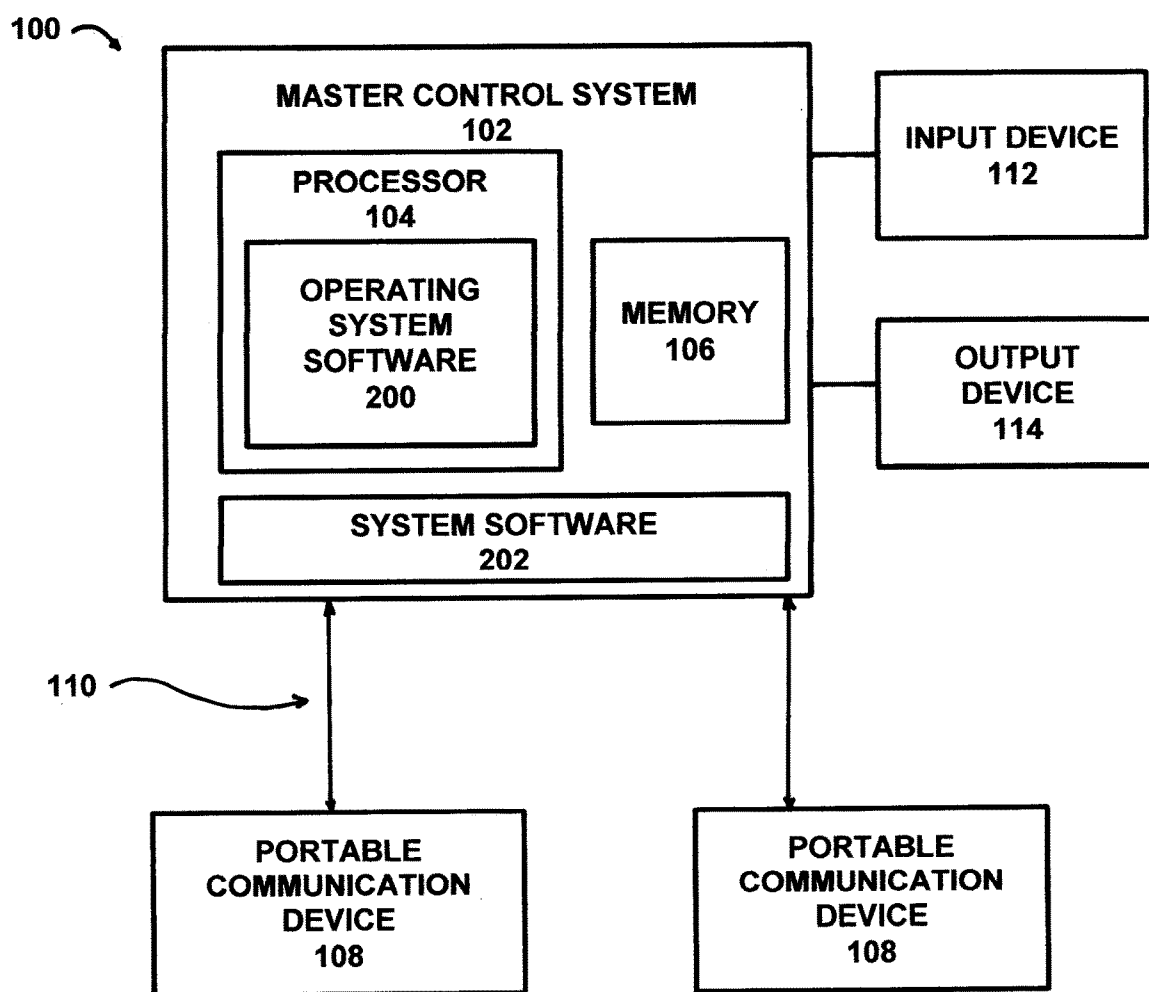 100
MASTER CONTROL SYSTEM
102
PROCESSOR
104
OPERATING
SYSTEM
SOFTWARE
200
MEMORY
106
SYSTEM SOFTWARE
202
INPUT DEVICE
112
OUTPUT
DEVICE
114
110
PORTABLE
COMMUNICATION
DEVICE
108
PORTABLE
COMMUNICATION
DEVICE
108